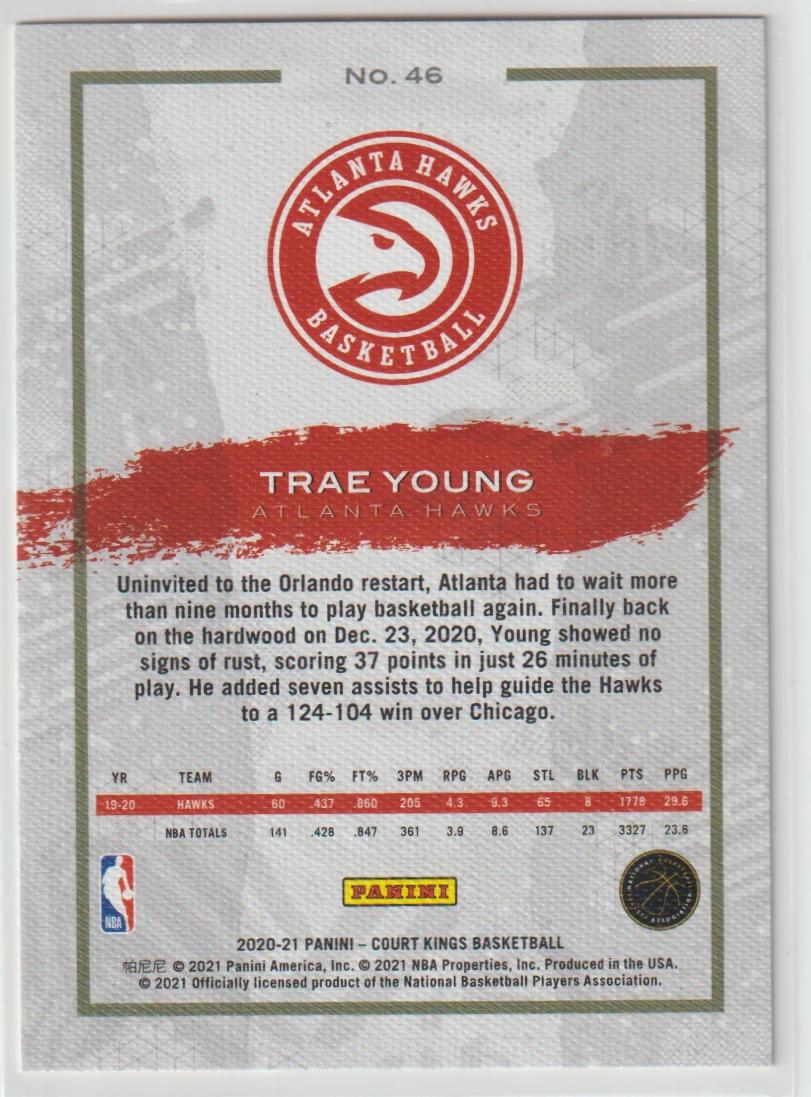 No. 46
ATLANTA HAWKS
BASKETBALL
TRAE YOUNG
ATLANTA HAWKS
Uninvited to the Orlando restart, Atlanta had to wait more
than nine months to play basketball again. Finally back
on the hardwood on Dec. 23, 2020, Young showed no
signs of rust, scoring 37 points in just 26 minutes of
play. He added seven assists to help guide the Hawks
to a 124-104 win over Chicago.
YR TEAM G FG% FT% 3PM RPG APG STL BLK PTS PPG
19-20 HAWKS 60 .437 .860 205 4.3 9.3 65 8 1778 29.6
NBA TOTALS 141 .428 .847 361 3.9 8.6 137 23 3327 23.6
NBA
PANINI
NATIONAL BASKETBALL PLAYERS ASSOCIATION
2020-21 PANINI – COURT KINGS BASKETBALL
帕尼尼 © 2021 Panini America, Inc. © 2021 NBA Properties, Inc. Produced in the USA.
© 2021 Officially licensed product of the National Basketball Players Association.